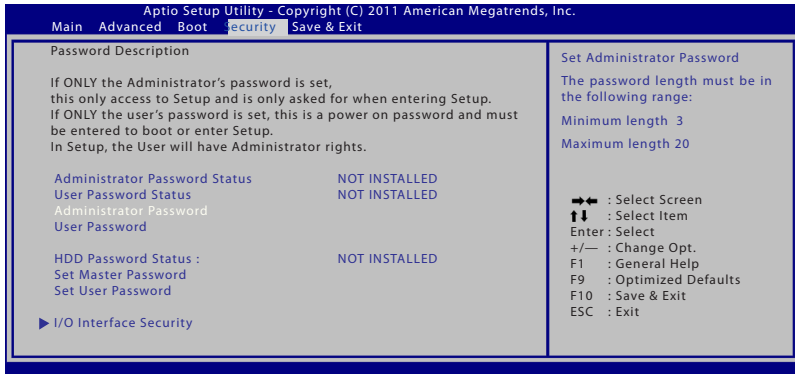 Aptio Setup Utility - Copyright (C) 2011 American Megatrends, Inc.
Main Advanced Boot Security Save & Exit
Password Description
If ONLY the Administrator's password is set,
this only access to Setup and is only asked for when entering Setup.
If ONLY the user's password is set, this is a power on password and must
be entered to boot or enter Setup.
In Setup, the User will have Administrator rights.
Administrator Password Status NOT INSTALLED
User Password Status NOT INSTALLED
Administrator Password
User Password
HDD Password Status : NOT INSTALLED
Set Master Password
Set User Password
I/O Interface Security
Set Administrator Password
The password length must be in
the following range:
Minimum length 3
Maximum length 20
: Select Screen
: Select Item
Enter : Select
+/— : Change Opt.
F1 : General Help
F9 : Optimized Defaults
F10 : Save & Exit
ESC : Exit